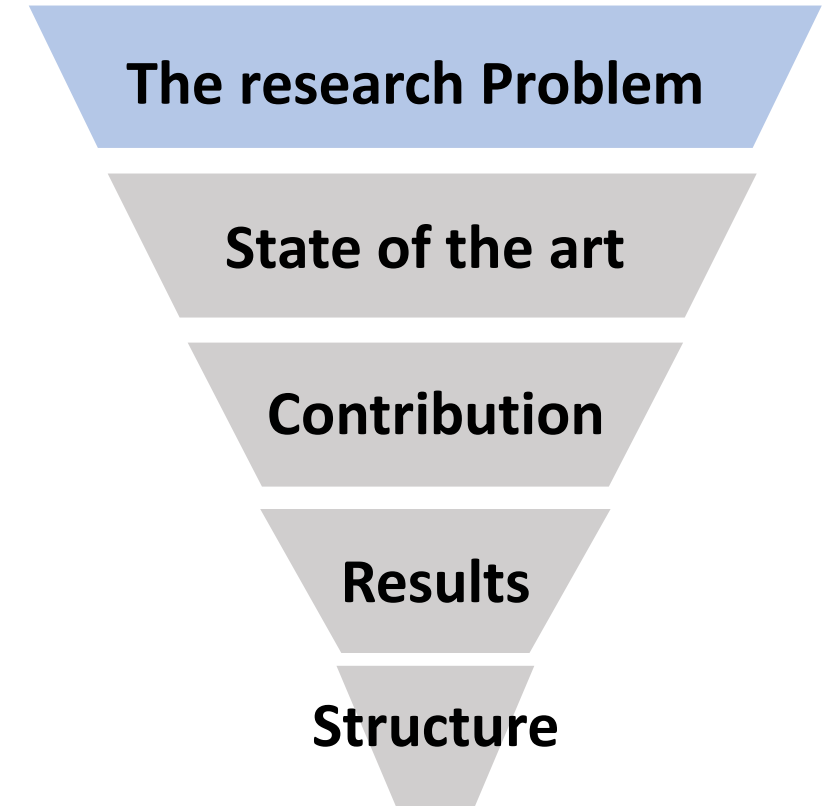 The research Problem
State of the art
Contribution
Results
Structure